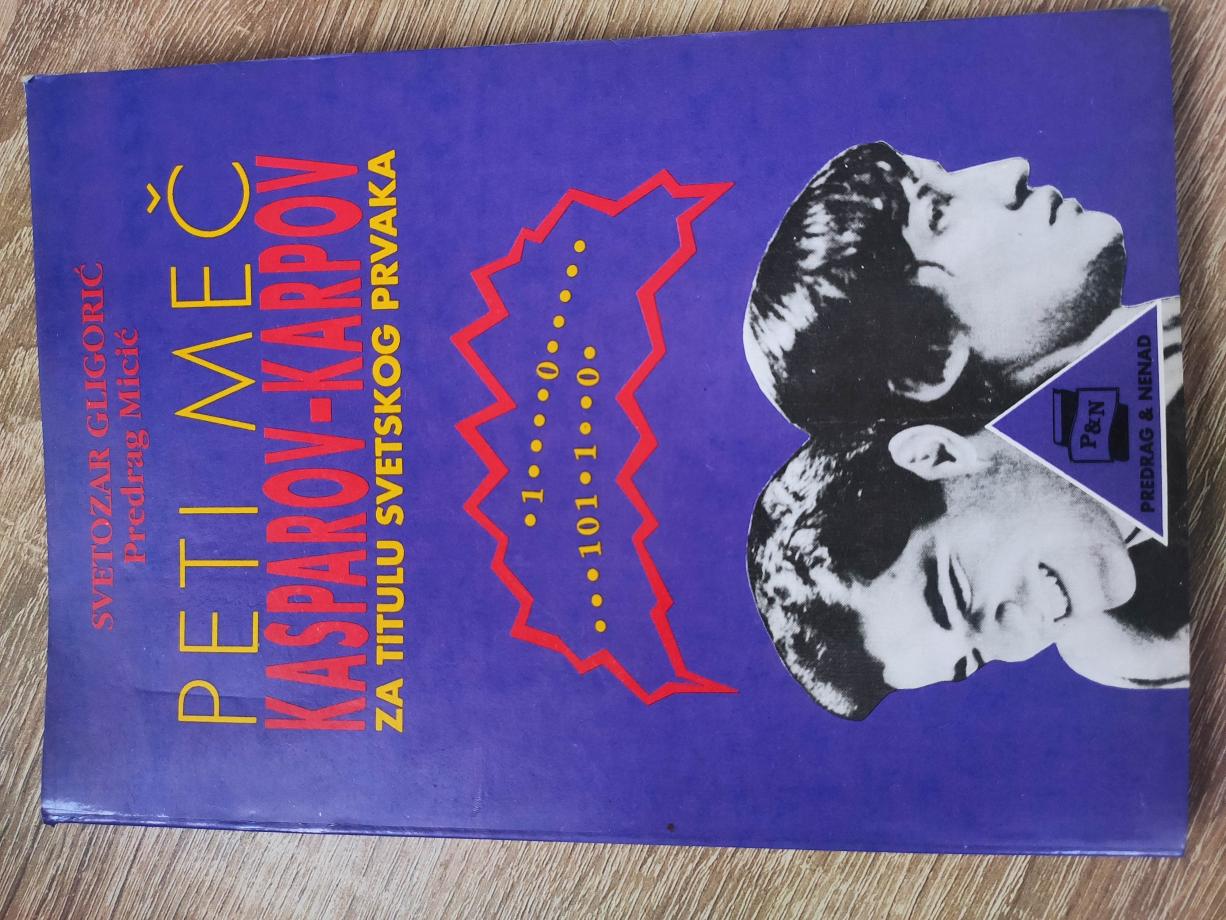 SVETOZAR GLIGORIĆ
Predrag Micić
PETI MEČ
KASPAROV-KARPOV
ZA TITULU SVETSKOG PRVAKA
•1••••0•••••
•••101•1••0•
P&N
PREDRAG & NENAD